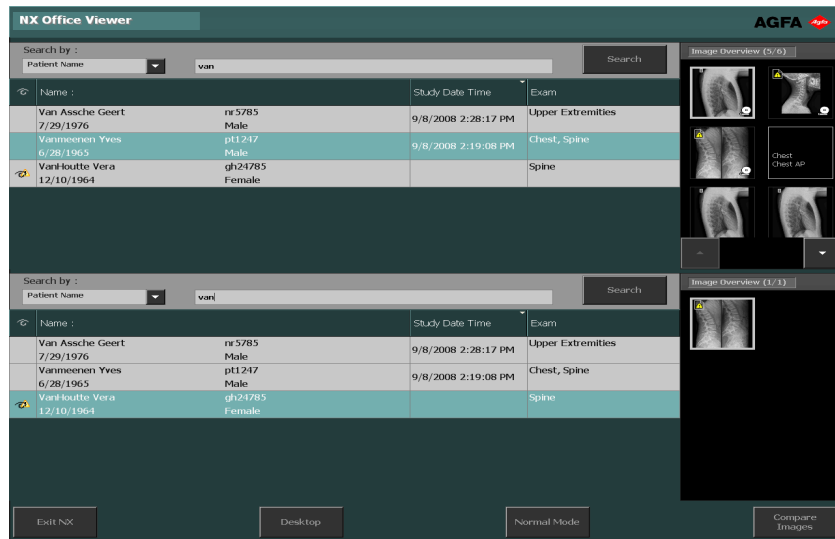 NX Office Viewer
AGFA
Search by :
Patient Name
van
Search
Image Overview (5/6)
Name :
Study Date Time
Exam
Van Assche Geert nr5785 9/8/2008 2:28:17 PM Upper Extremities
7/29/1976 Male
Vanmeenen Yves pt1247 9/8/2008 2:19:08 PM Chest, Spine
6/28/1965 Male
VanHoutte Vera gh24785 Spine
12/10/1964 Female
Chest
Chest AP
Search by :
Patient Name
van
Search
Image Overview (1/1)
Name :
Study Date Time
Exam
Van Assche Geert nr5785 9/8/2008 2:28:17 PM Upper Extremities
7/29/1976 Male
Vanmeenen Yves pt1247 9/8/2008 2:19:08 PM Chest, Spine
6/28/1965 Male
VanHoutte Vera gh24785 Spine
12/10/1964 Female
Exit NX
Desktop
Normal Mode
Compare
Images